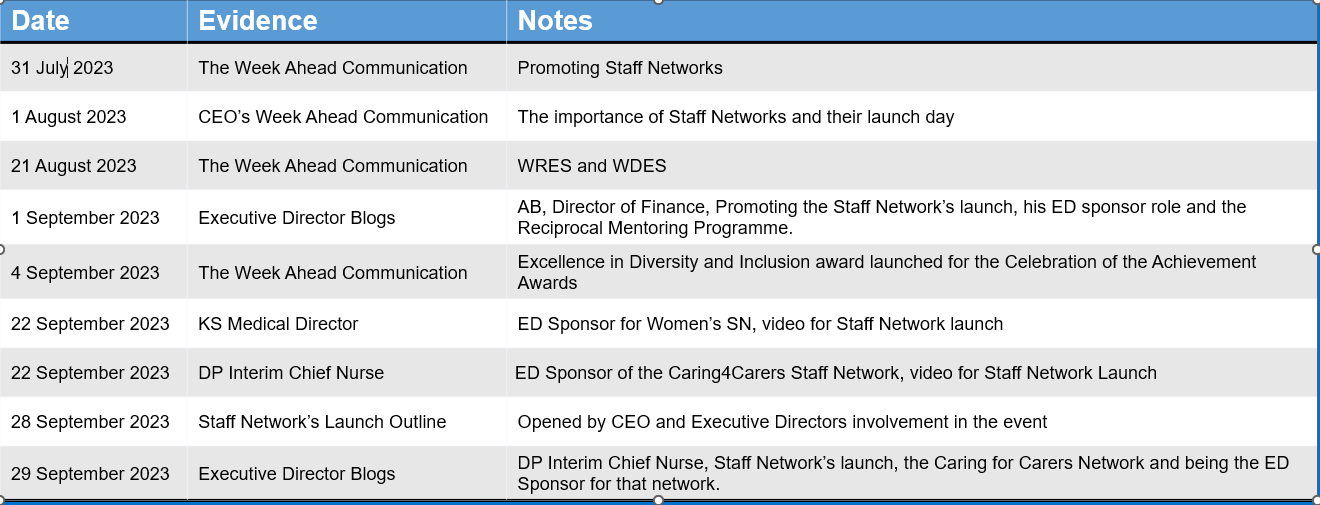 Date Evidence Notes
31 July 2023 The Week Ahead Communication Promoting Staff Networks
1 August 2023 CEO’s Week Ahead Communication The importance of Staff Networks and their launch day
21 August 2023 The Week Ahead Communication WRES and WDES
1 September 2023 Executive Director Blogs AB, Director of Finance, Promoting the Staff Network’s launch, his ED sponsor role and the
Reciprocal Mentoring Programme.
4 September 2023 The Week Ahead Communication Excellence in Diversity and Inclusion award launched for the Celebration of the Achievement
Awards
22 September 2023 KS Medical Director ED Sponsor for Women’s SN, video for Staff Network launch
22 September 2023 DP Interim Chief Nurse ED Sponsor of the Caring4Carers Staff Network, video for Staff Network Launch
28 September 2023 Staff Network’s Launch Outline Opened by CEO and Executive Directors involvement in the event
29 September 2023 Executive Director Blogs DP Interim Chief Nurse, Staff Network’s launch, the Caring for Carers Network and being the ED
Sponsor for that network.